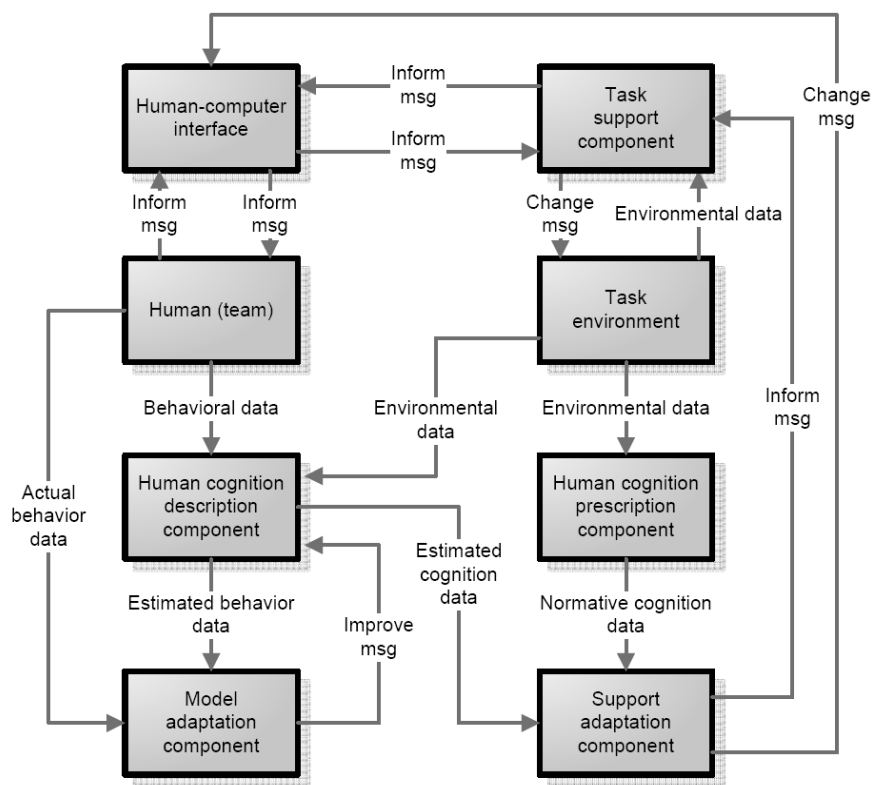 Human-computer
interface
Inform
msg
Task
support
component
Change
msg
Inform
msg
Inform
msg
Inform
msg
Change
msg
Environmental data
Human (team)
Task
environment
Behavioral data
Environmental
data
Environmental data
Inform
msg
Actual
behavior
data
Human cognition
description
component
Human cognition
prescription
component
Estimated
cognition
data
Estimated behavior
data
Improve
msg
Normative cognition
data
Model
adaptation
component
Support
adaptation
component